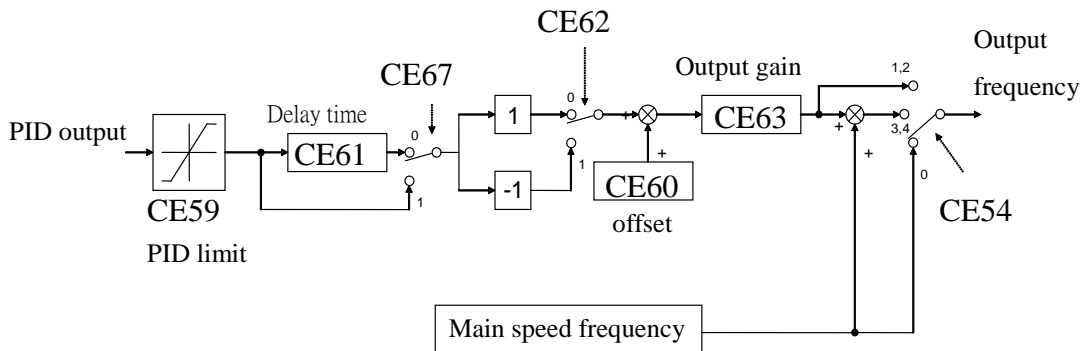 CE62
Output
frequency
CE67
Output gain
1,2
PID output
Delay time
0
0
1
+
CE63
+
3,4
CE61
1
+
+
0
1
-1
CE60
offset
CE59
PID limit
CE54
Main speed frequency